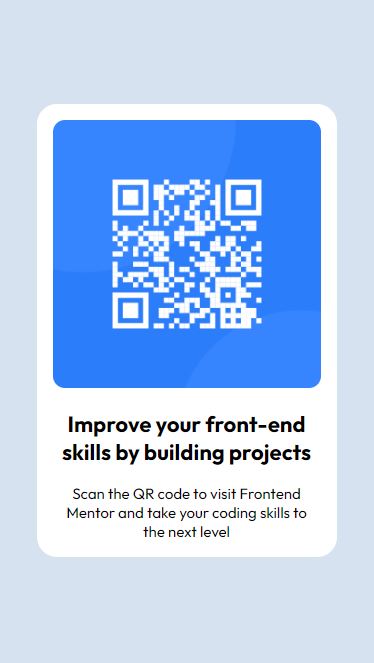 Improve your front-end
skills by building projects
Scan the QR code to visit Frontend
Mentor and take your coding skills to
the next level